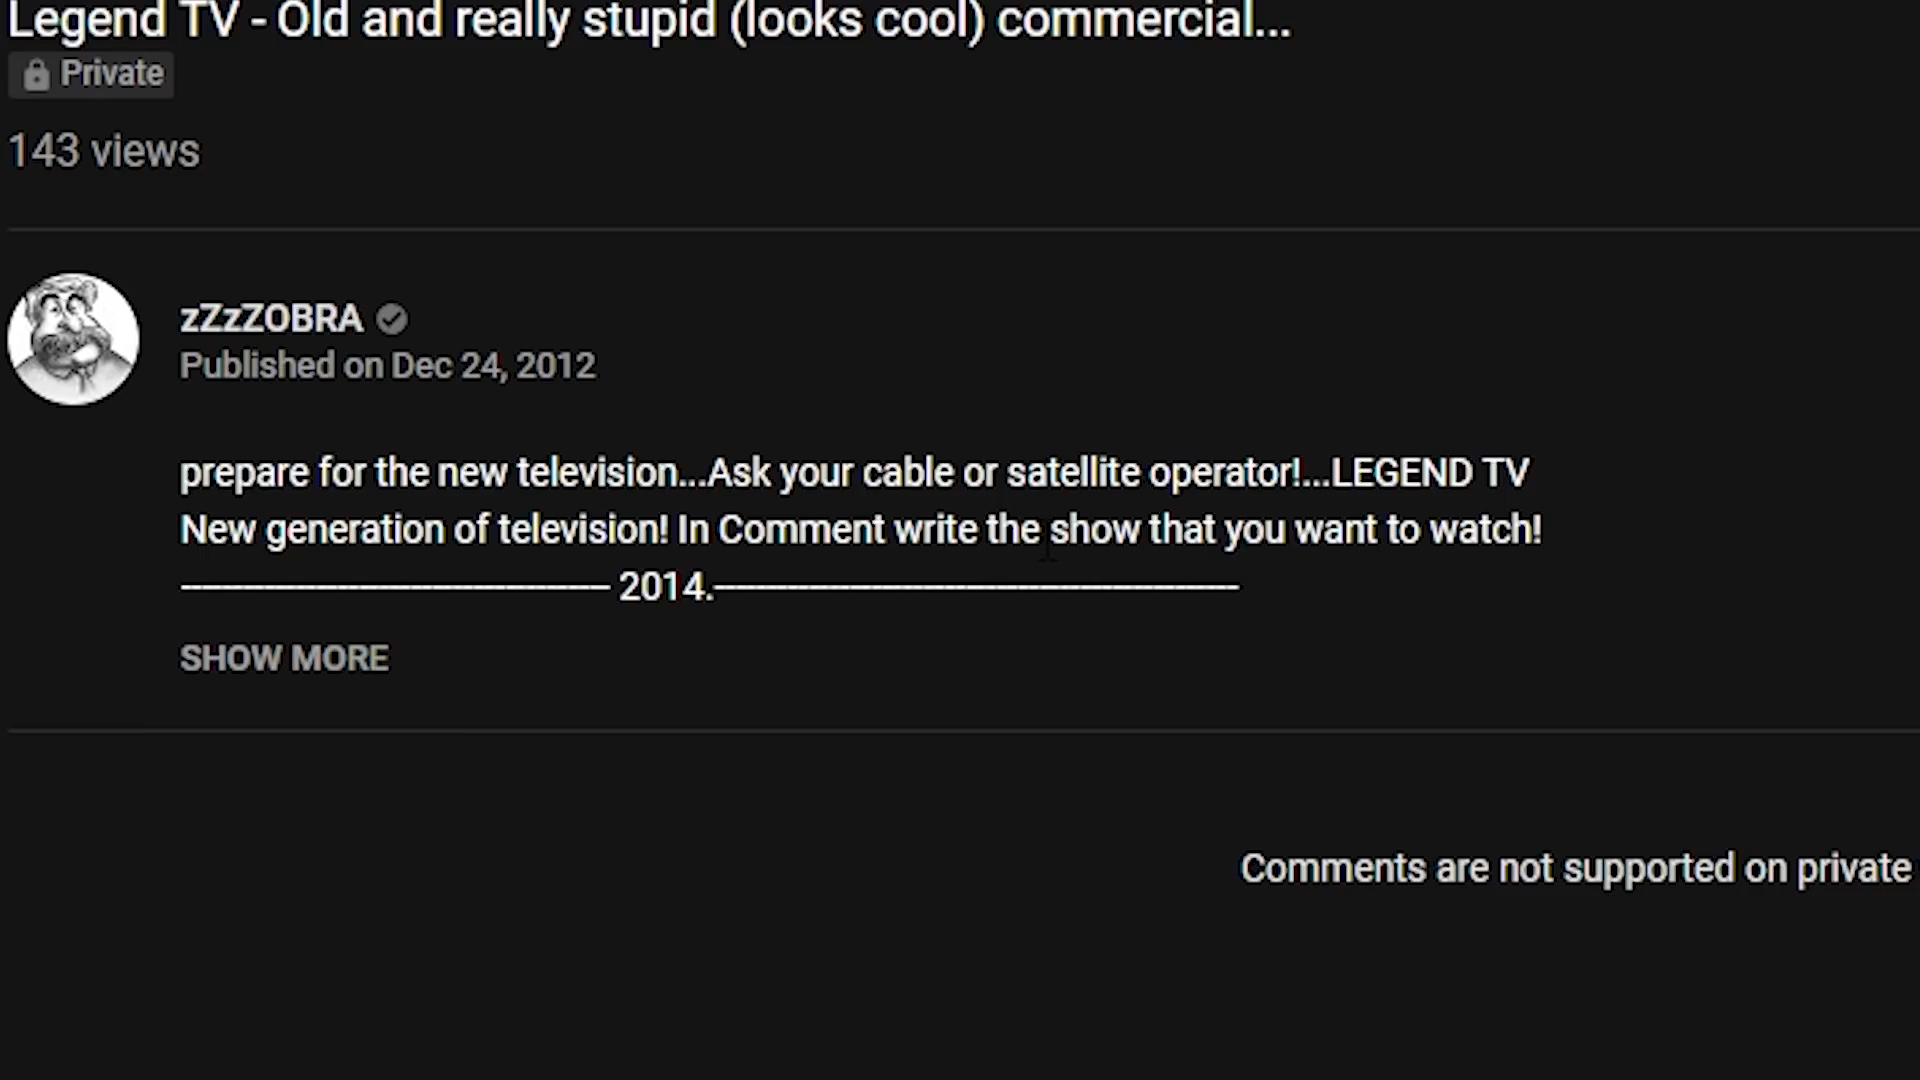 Legend TV - Old and really stupid (looks cool) commercial...
Private
143 views
zZzZOBRA
Published on Dec 24, 2012
prepare for the new television...Ask your cable or satellite operator!...LEGEND TV
New generation of television! In Comment write the show that you want to watch!
------------------------------------------ 2014.----------------------------------------------------
SHOW MORE
Comments are not supported on private